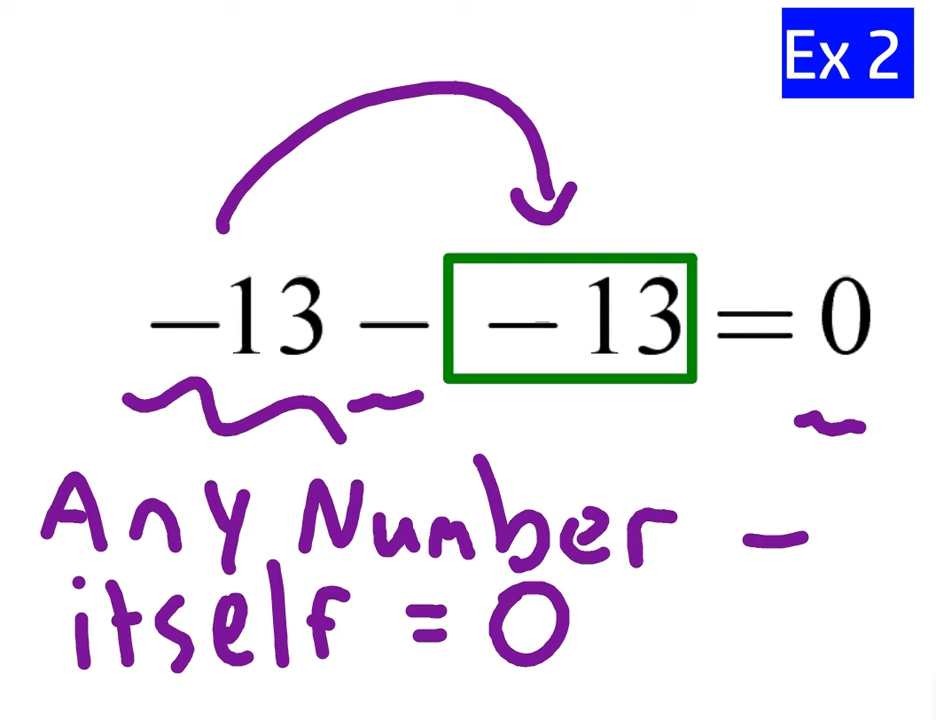 Ex 2
−13 − −13 = 0
Any Number −
itself = 0